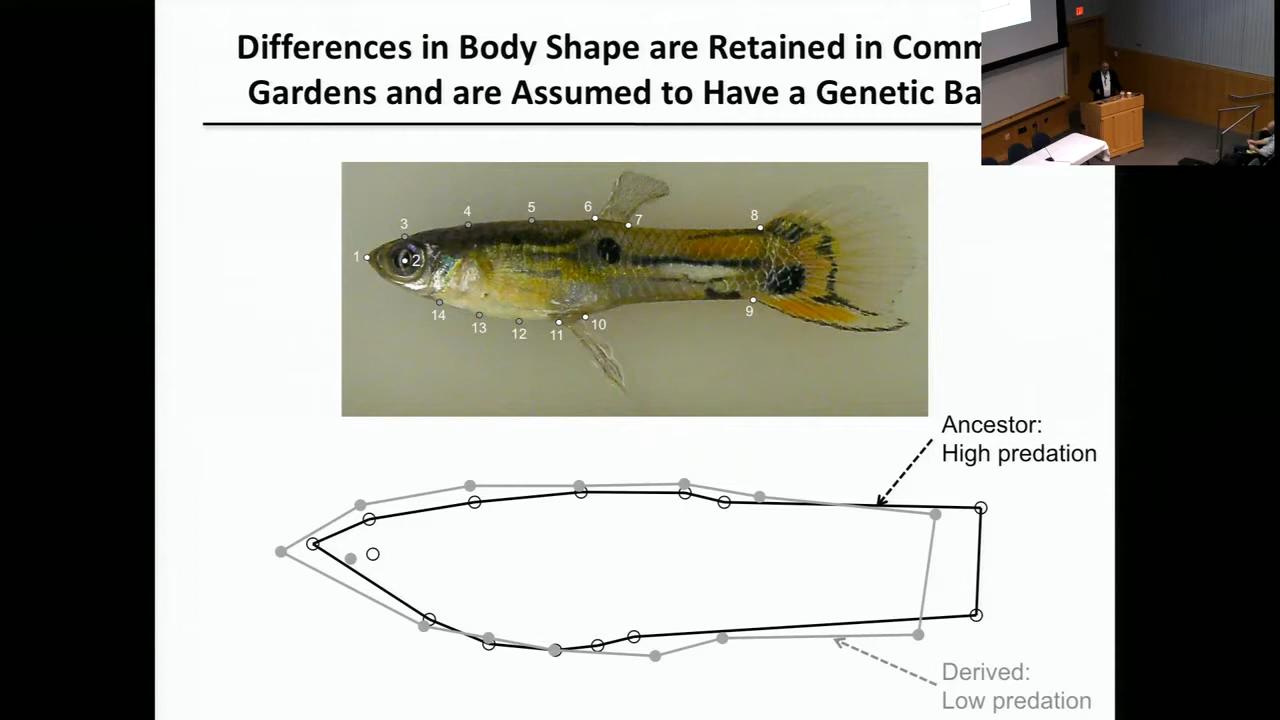 Differences in Body Shape are Retained in Comm
Gardens and are Assumed to Have a Genetic Ba
1
2
3
4
5
6
7
8
9
10
11
12
13
14
Ancestor:
High predation
Derived:
Low predation